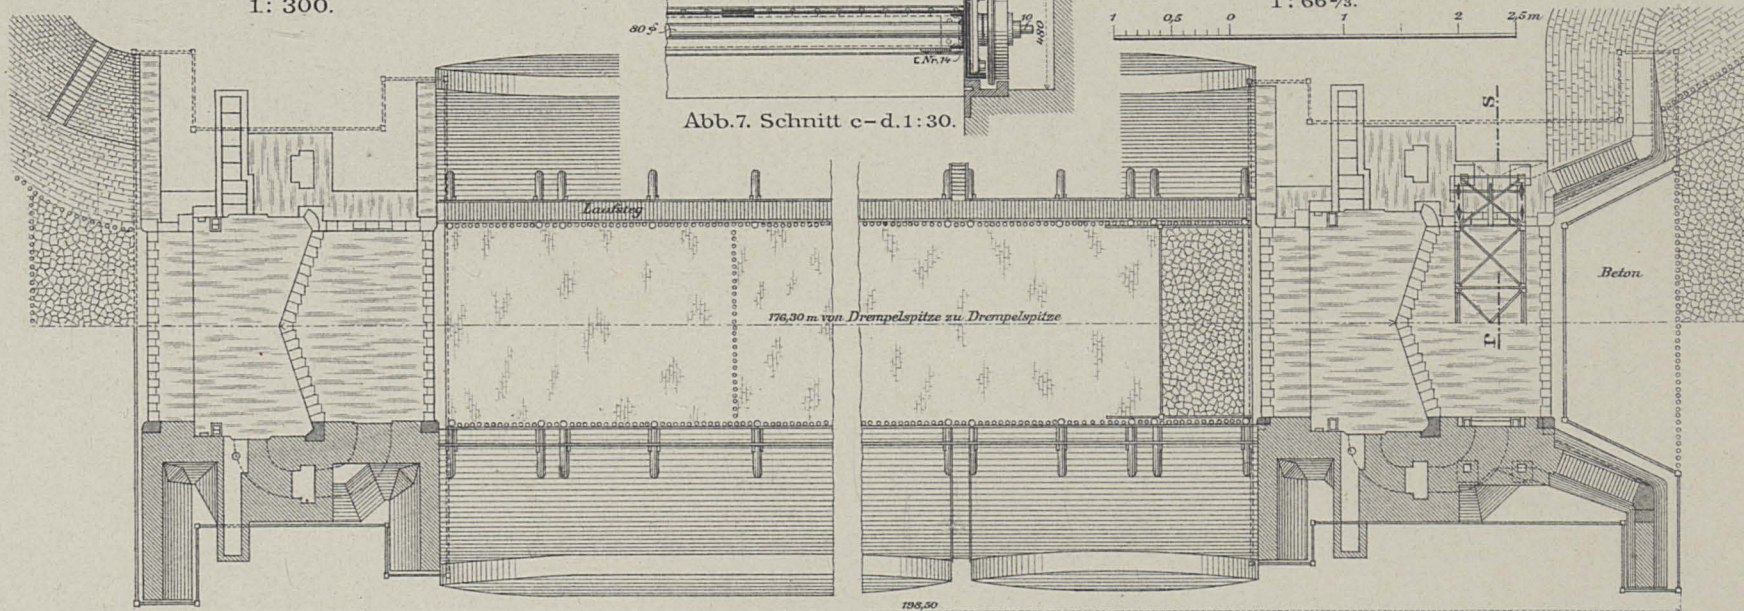 1:300.
1:66⅔.
1 0,5 0 1 2 2,5 m
80
10
480
C Nr. 14
Abb.7. Schnitt c-d. 1:30.
S
Laufsteg
Beton
176,30 m von Drempelspitze zu Drempelspitze
r
198,50